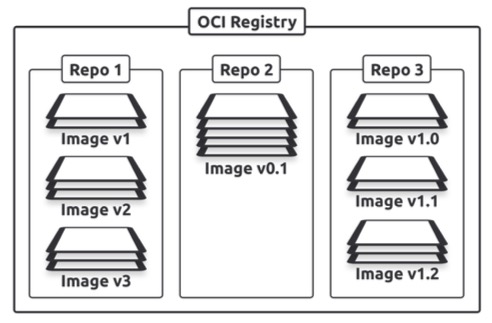 OCI Registry
Repo 1
Image v1
Image v2
Image v3
Repo 2
Image v0.1
Repo 3
Image v1.0
Image v1.1
Image v1.2